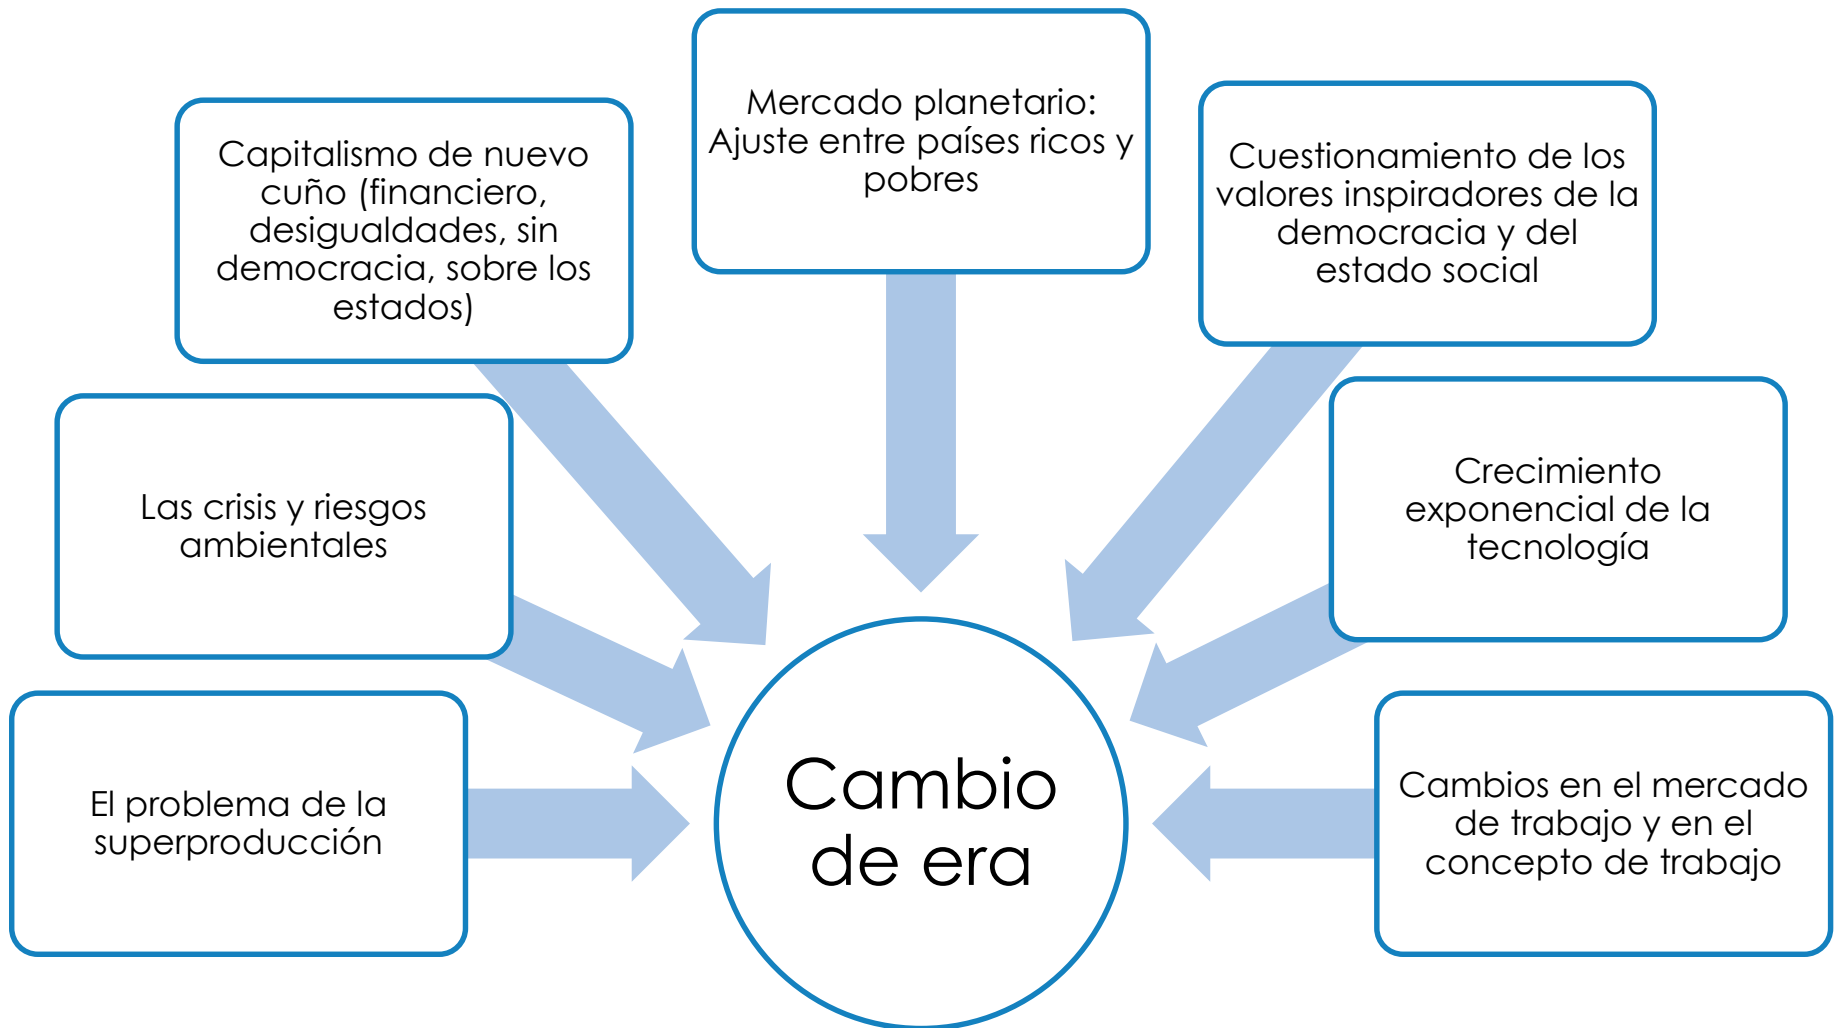 Mercado planetario:
Ajuste entre países ricos y
pobres
Capitalismo de nuevo
cuño (financiero,
desigualdades, sin
democracia, sobre los
estados)
Cuestionamiento de los
valores inspiradores de la
democracia y del
estado social
Las crisis y riesgos
ambientales
Crecimiento
exponencial de la
tecnología
El problema de la
superproducción
Cambio
de era
Cambios en el mercado
de trabajo y en el
concepto de trabajo